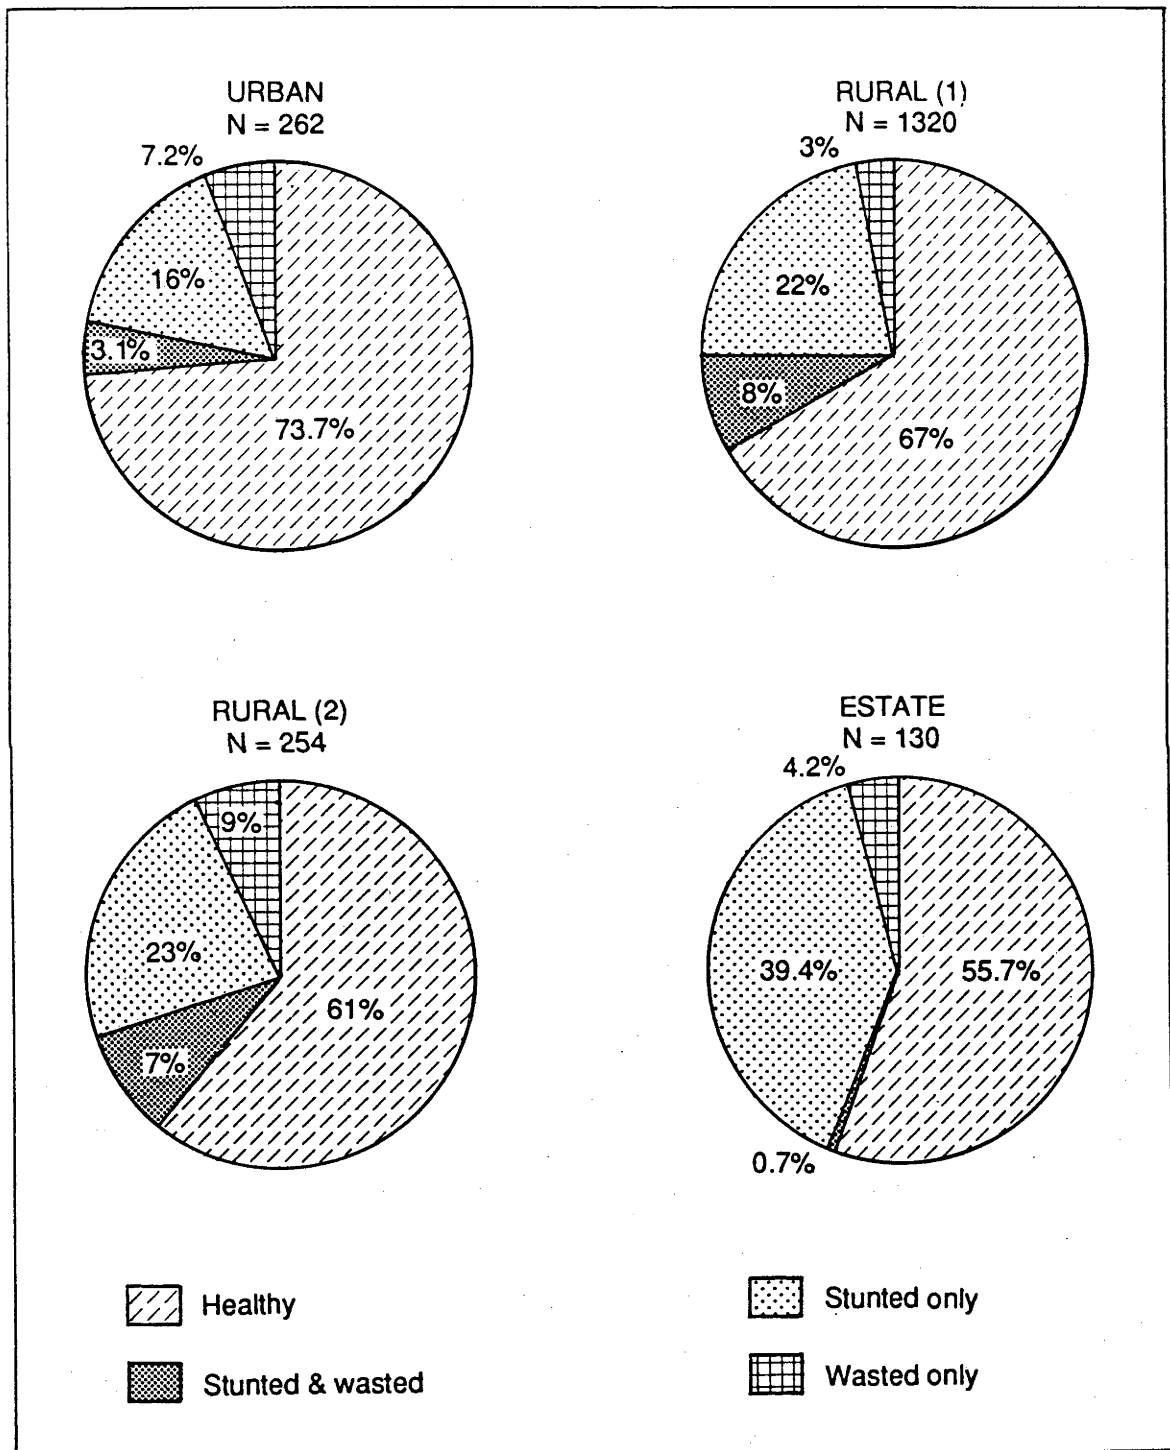 URBAN
N = 262
7.2%
16%
3.1%
73.7%
RURAL (1)
N = 1320
3%
22%
8%
67%
RURAL (2)
N = 254
9%
23%
7%
61%
ESTATE
N = 130
4.2%
39.4%
55.7%
0.7%
Healthy
Stunted & wasted
Stunted only
Wasted only